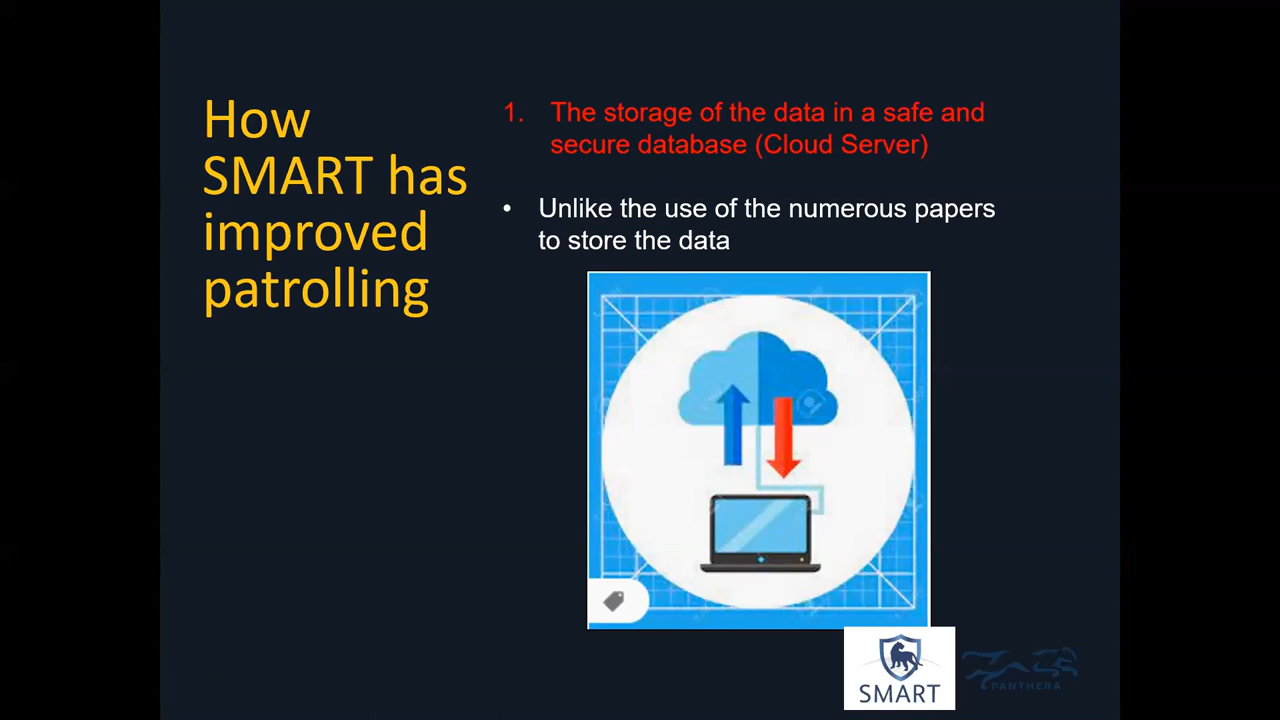 How
SMART has
improved
patrolling
1. The storage of the data in a safe and
secure database (Cloud Server)
• Unlike the use of the numerous papers
to store the data
SMART
PANTHERA